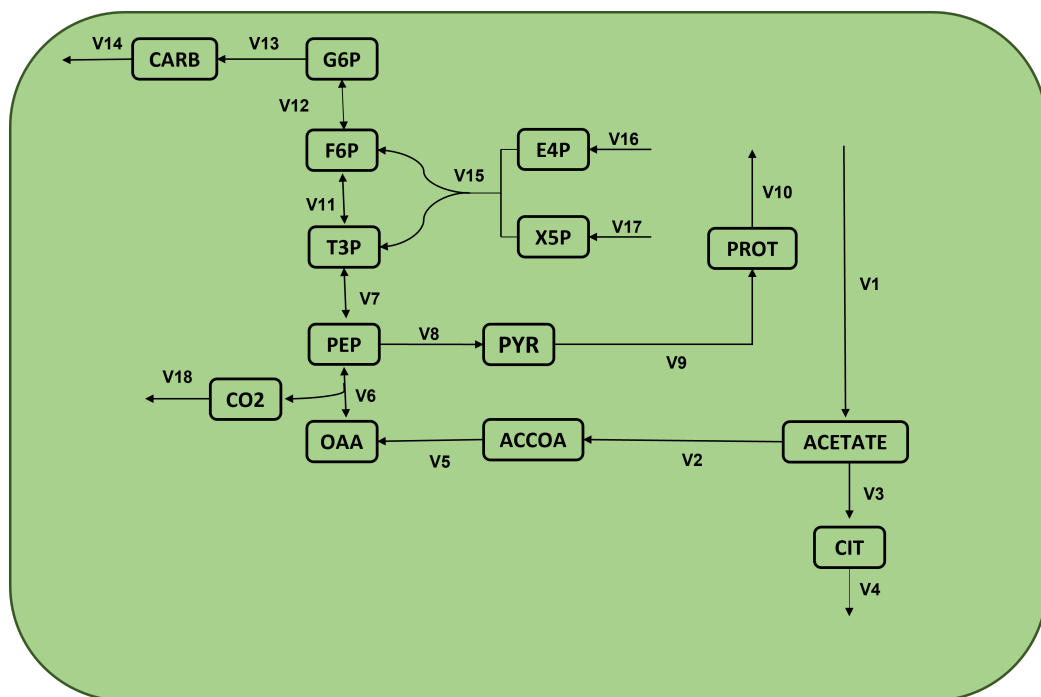 V14
CARB
V13
G6P
V12
F6P
V15
E4P
V16
V10
V11
T3P
X5P
V17
PROT
V1
V7
PEP
V8
PYR
V9
V18
CO2
V6
OAA
V5
ACCOA
V2
ACETATE
V3
CIT
V4